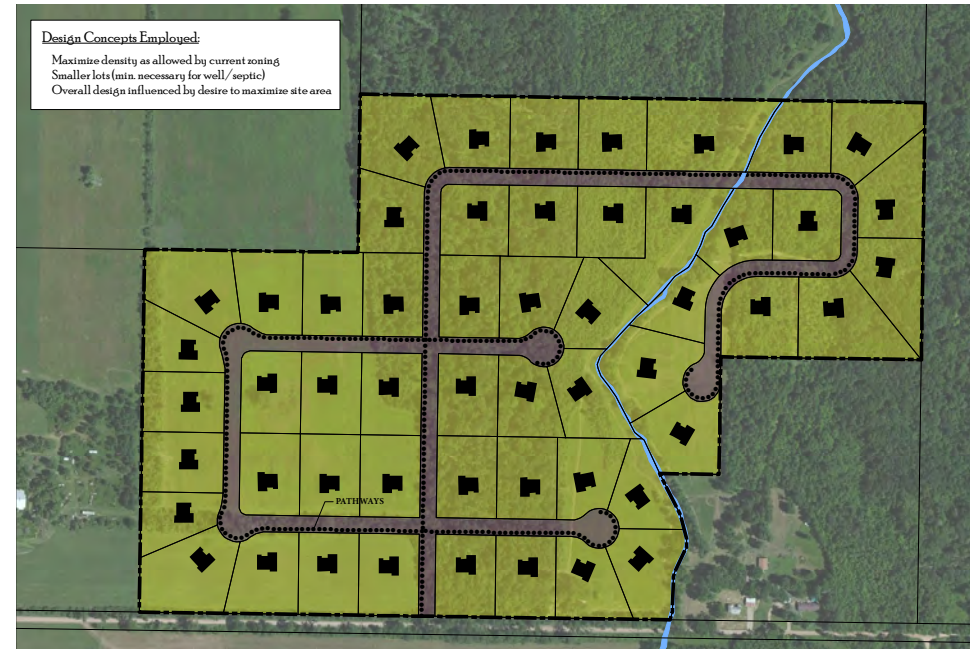 Design Concepts Employed:
Maximize density as allowed by current zoning
Smaller lots (min. necessary for well/septic)
Overall design influenced by desire to maximize site area
PATHWAYS